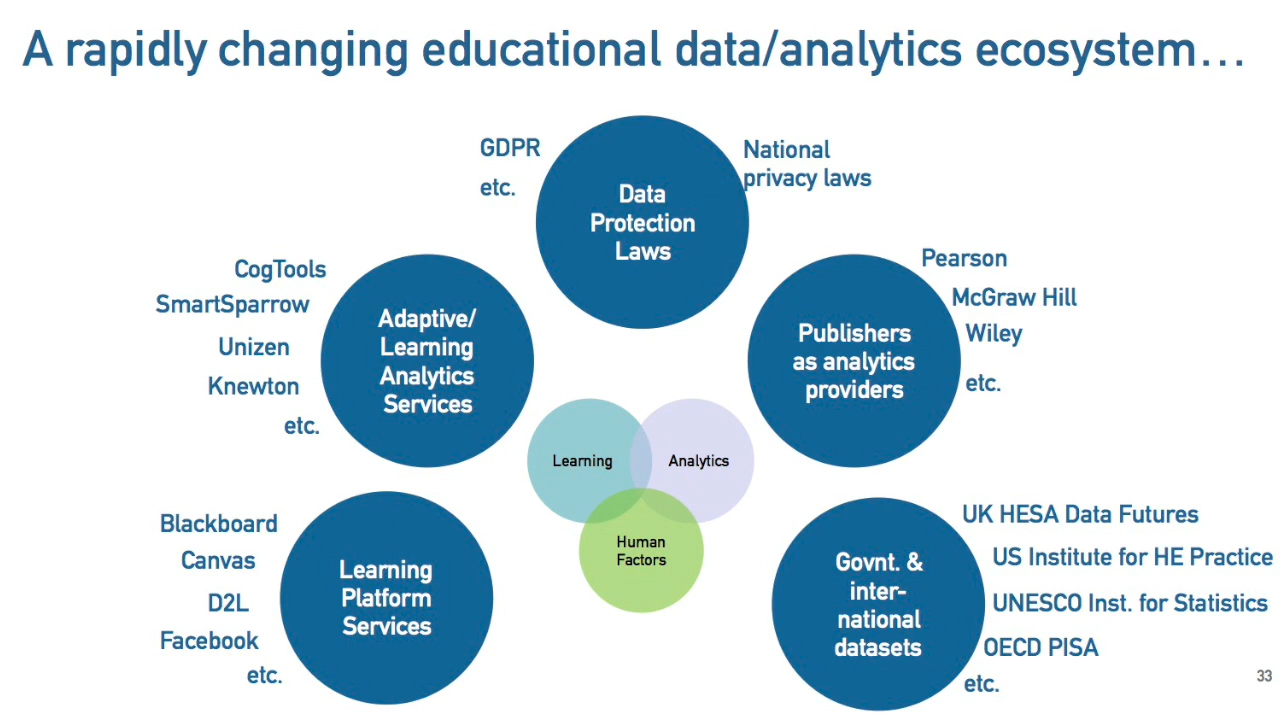 A rapidly changing educational data/analytics ecosystem...
GDPR
etc.
Data
Protection
Laws
National
privacy laws
CogTools
SmartSparrow
Unizen
Knewton
etc.
Adaptive/
Learning
Analytics
Services
Publishers
as analytics
providers
Pearson
McGraw Hill
Wiley
etc.
Learning
Analytics
Human
Factors
Blackboard
Canvas
D2L
Facebook
etc.
Learning
Platform
Services
Govnt. &
inter-
national
datasets
UK HESA Data Futures
US Institute for HE Practice
UNESCO Inst. for Statistics
OECD PISA
etc.
33